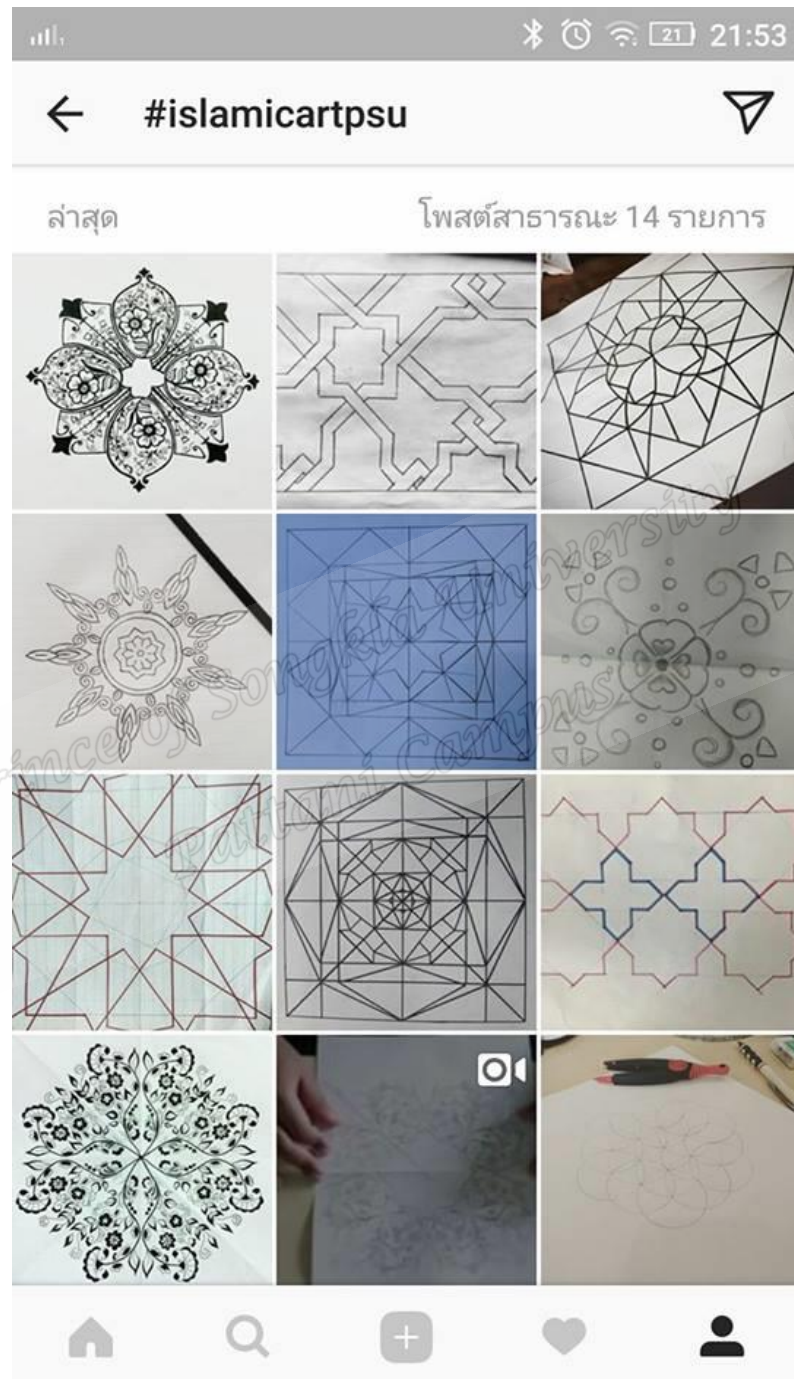 21 21:53
#islamicartpsu
ล่าสุด โพสต์สาธารณะ 14 รายการ
Prince of Songkla University
Pattani Campus